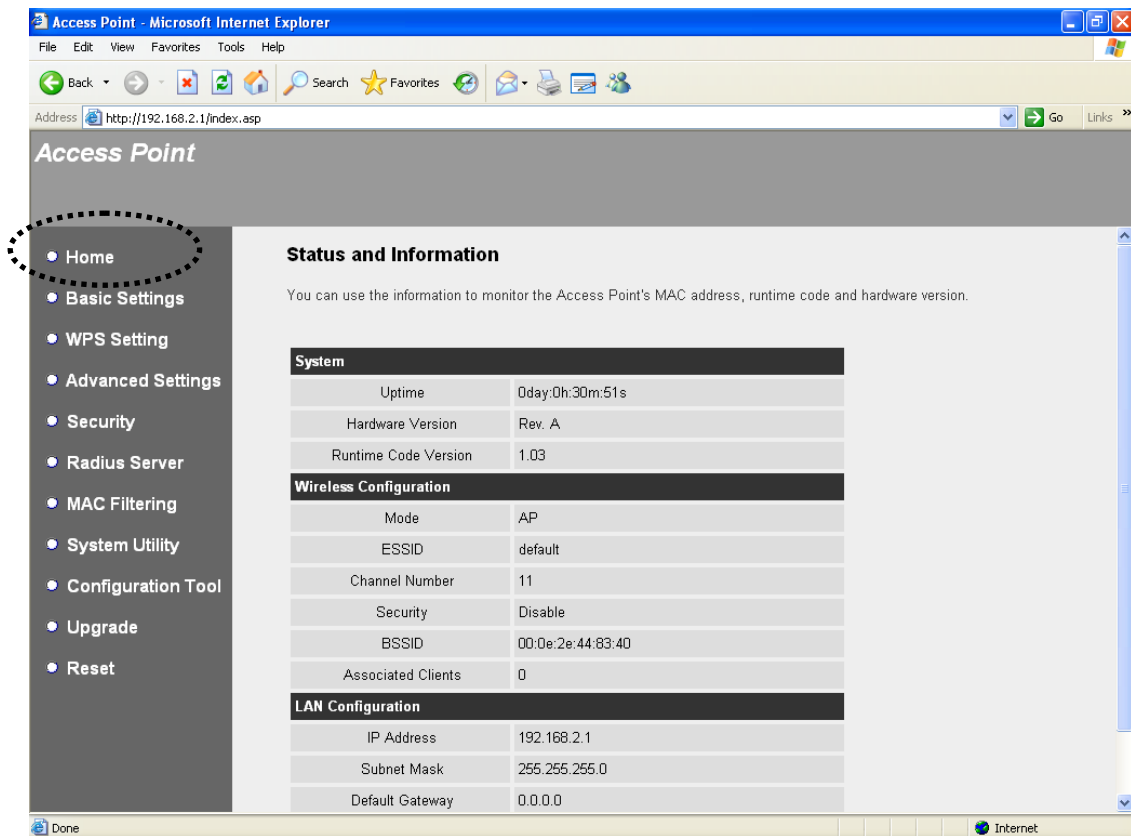 Access Point - Microsoft Internet Explorer
File Edit View Favorites Tools Help
Back Search Favorites
Address http://192.168.2.1/index.asp Go Links »
Access Point
Home
Basic Settings
WPS Setting
Advanced Settings
Security
Radius Server
MAC Filtering
System Utility
Configuration Tool
Upgrade
Reset
Status and Information
You can use the information to monitor the Access Point's MAC address, runtime code and hardware version.
System
Uptime 0day:0h:30m:51s
Hardware Version Rev. A
Runtime Code Version 1.03
Wireless Configuration
Mode AP
ESSID default
Channel Number 11
Security Disable
BSSID 00:0e:2e:44:83:40
Associated Clients 0
LAN Configuration
IP Address 192.168.2.1
Subnet Mask 255.255.255.0
Default Gateway 0.0.0.0
Done Internet